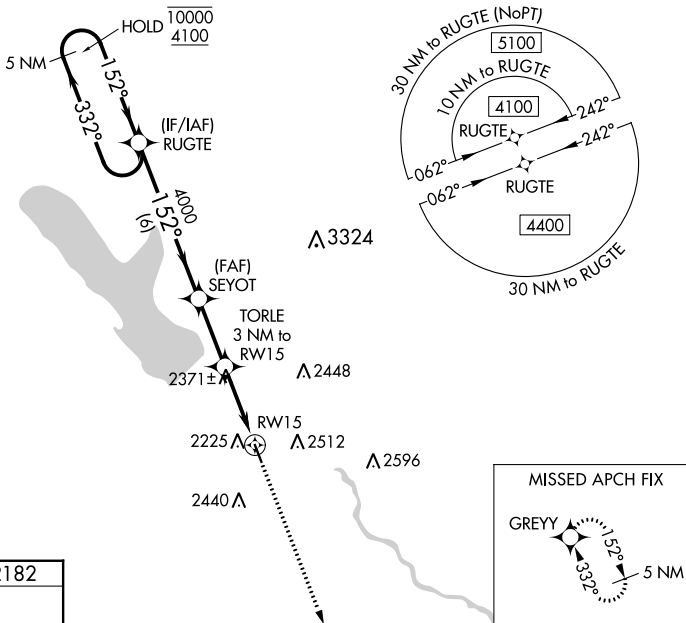 HOLD 10000
4100
5 NM
152°
332°
(IF/IAF)
RUGTE
4000
152°
(6)
(FAF)
SEYOT
TORLE
3 NM to
RW15
2371±
3324
2448
RW15
2225
2512
2596
2440
30 NM to RUGTE (NoPT)
5100
10 NM to RUGTE
4100
RUGTE
242°
062°
242°
062°
RUGTE
4400
30 NM to RUGTE
MISSED APCH FIX
GREYY
152°
332°
5 NM